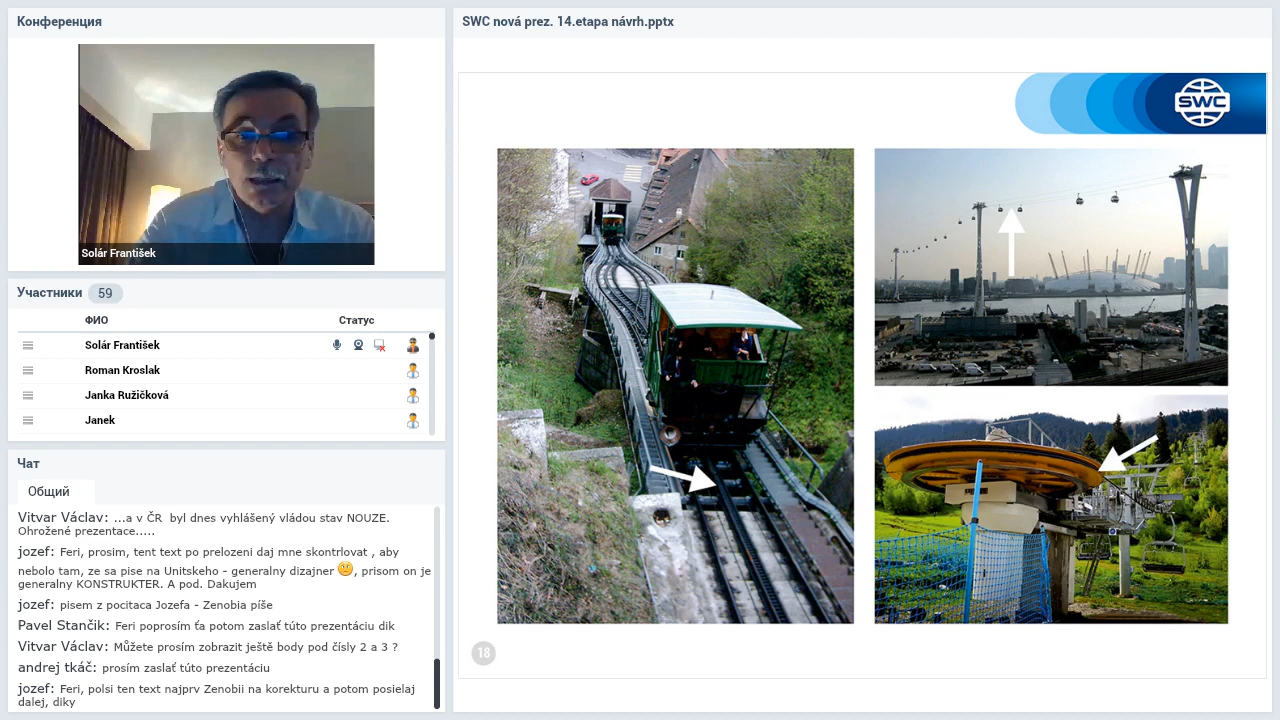 Конференция
Solár František
Участники 59
ФИО Статус
Solár František
Roman Kroslak
Janka Ružičková
Janek
Чат
Общий
Vitvar Václav: ...a v ČR byl dnes vyhlášený vládou stav NOUZE.
Ohrožené prezentace.....
jozef: Feri, prosim, tent text po prelozeni daj mne skontrlovat , aby
nebolo tam, ze sa pise na Unitskeho - generalny dizajner , prisom on je
generalny KONSTRUKTER. A pod. Dakujem
jozef: pisem z pocitaca Jozefa - Zenobia píše
Pavel Stančik: Feri poprosím ťa potom zaslať túto prezentáciu dik
Vitvar Václav: Můžete prosím zobrazit ještě body pod čísly 2 a 3 ?
andrej tkáč: prosím zaslať túto prezentáciu
jozef: Feri, polsi ten text najprv Zenobii na korekturu a potom posielaj
dalej, diky
SWC nová prez. 14.etapa návrh.pptx
SWC
18